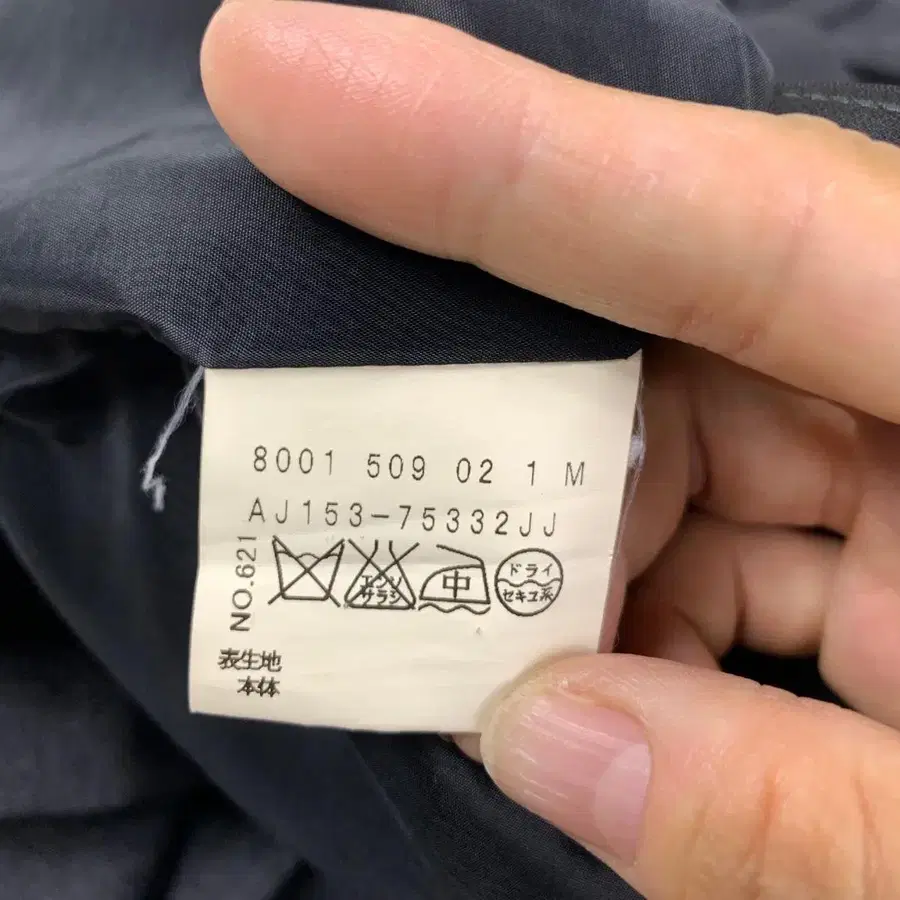 8001 509 02 1 M
AJ153-75332JJ
NO.621
エンソ
サラシ
中
ドライ
セキユ系
表生地
本体